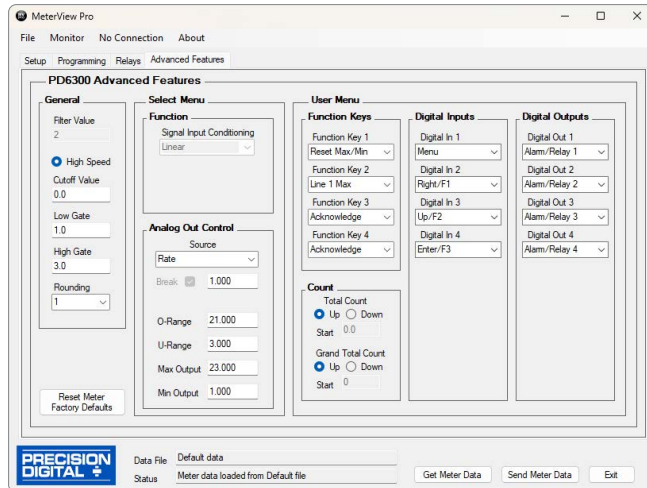 MeterView Pro
File Monitor No Connection About
Setup Programming Relays Advanced Features
PD6300 Advanced Features
General
Filter Value
2
High Speed
Cutoff Value
0.0
Low Gate
1.0
High Gate
3.0
Rounding
1
Reset Meter
Factory Defaults
Select Menu
Function
Signal Input Conditioning
Linear
Analog Out Control
Source
Rate
Break 1.000
O-Range 21.000
U-Range 3.000
Max Output 23.000
Min Output 1.000
User Menu
Function Keys
Function Key 1
Reset Max/Min
Function Key 2
Line 1 Max
Function Key 3
Acknowledge
Function Key 4
Acknowledge
Count
Total Count
Up Down
Start 0.0
Grand Total Count
Up Down
Start 0
Digital Inputs
Digital In 1
Menu
Digital In 2
Right/F1
Digital In 3
Up/F2
Digital In 4
Enter/F3
Digital Outputs
Digital Out 1
Alarm/Relay 1
Digital Out 2
Alarm/Relay 2
Digital Out 3
Alarm/Relay 3
Digital Out 4
Alarm/Relay 4
PRECISION
DIGITAL
Data File Default data
Status Meter data loaded from Default file
Get Meter Data Send Meter Data Exit